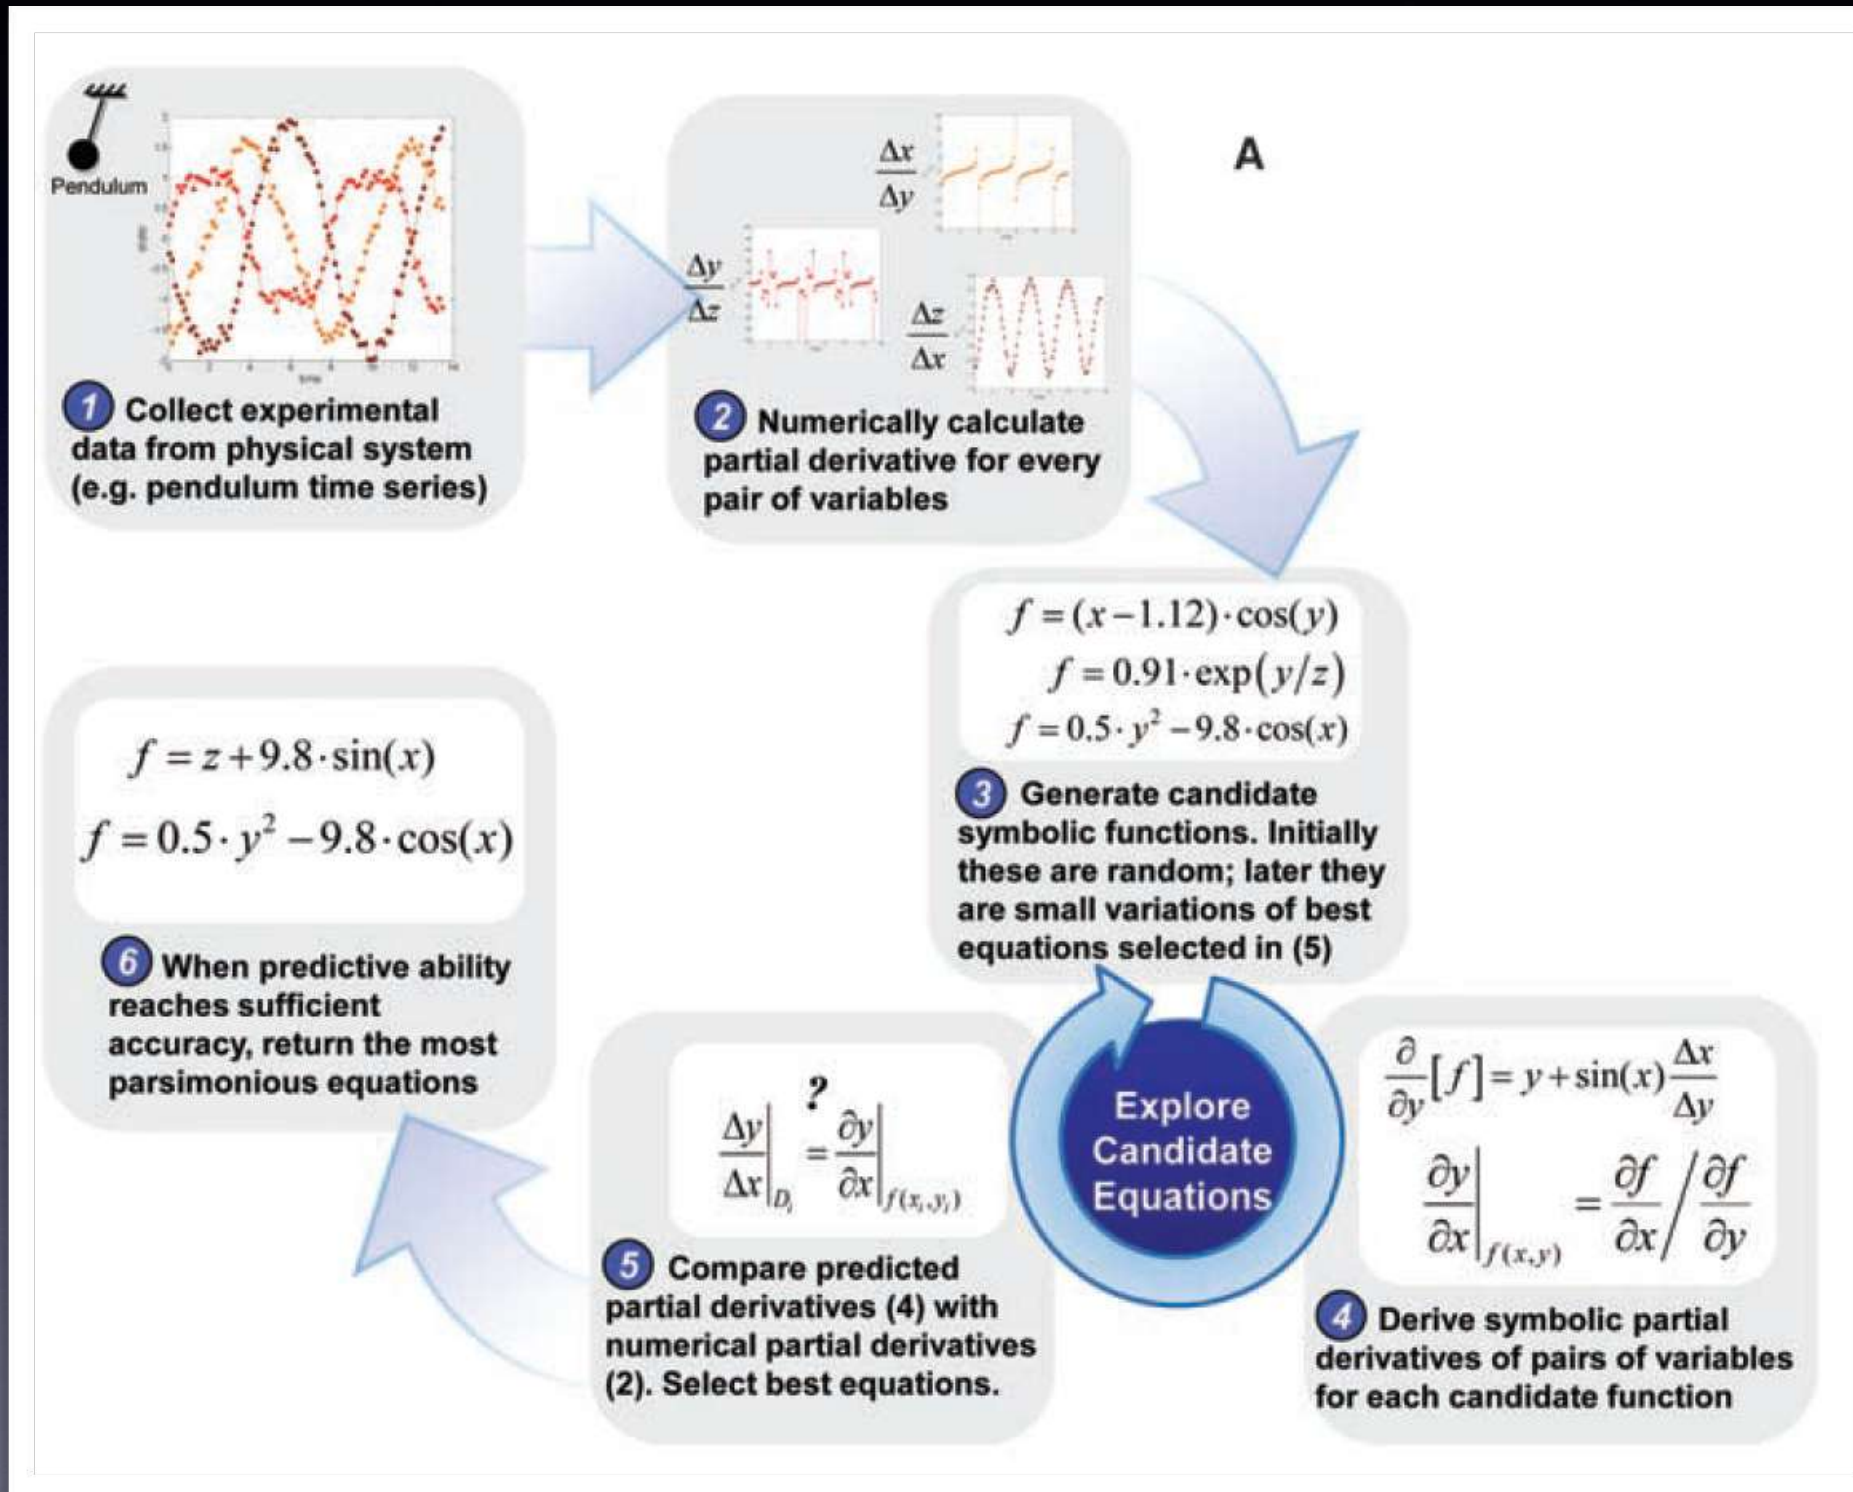 Pendulum
time
1 Collect experimental
data from physical system
(e.g. pendulum time series)
Δx/Δy
Δy/Δz
Δz/Δx
2 Numerically calculate
partial derivative for every
pair of variables
A
f = (x−1.12)·cos(y)
f = 0.91·exp(y/z)
f = 0.5·y² −9.8·cos(x)
3 Generate candidate
symbolic functions. Initially
these are random; later they
are small variations of best
equations selected in (5)
Explore
Candidate
Equations
∂/∂y [f] = y + sin(x) Δx/Δy
∂y/∂x|f(x,y) = ∂f/∂x / ∂f/∂y
4 Derive symbolic partial
derivatives of pairs of variables
for each candidate function
?
Δy/Δx|Dᵢ = ∂y/∂x|f(xᵢ,yᵢ)
5 Compare predicted
partial derivatives (4) with
numerical partial derivatives
(2). Select best equations.
f = z + 9.8·sin(x)
f = 0.5·y² −9.8·cos(x)
6 When predictive ability
reaches sufficient
accuracy, return the most
parsimonious equations